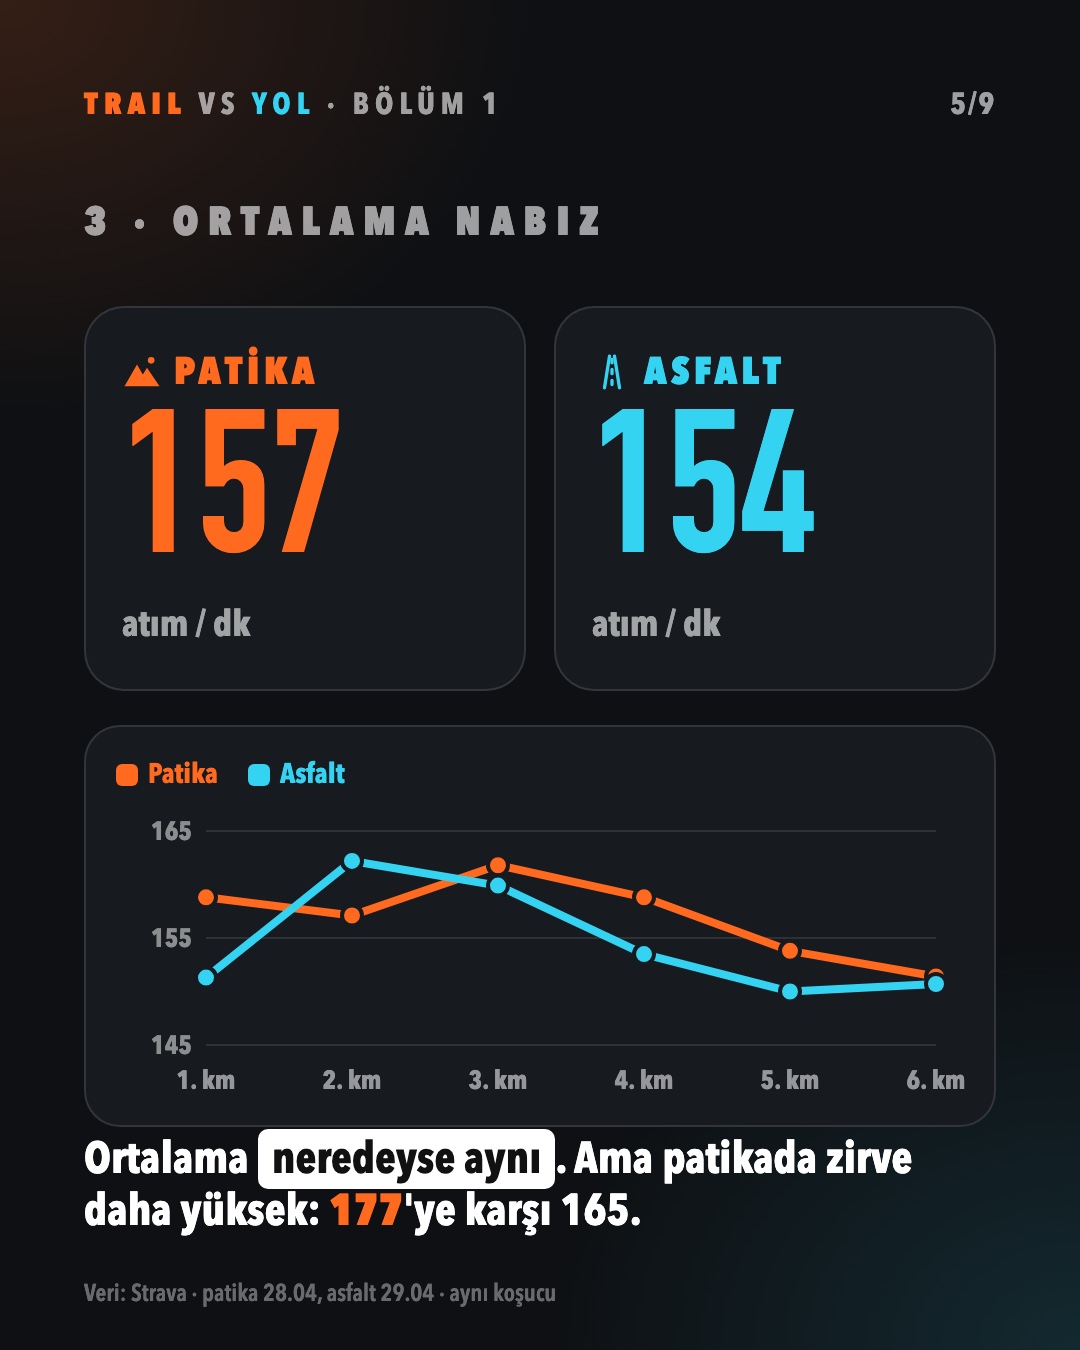 TRAIL VS YOL · BÖLÜM 1
5/9
3 · ORTALAMA NABIZ
PATİKA
157
atım / dk
ASFALT
154
atım / dk
Patika
Asfalt
165
155
145
1. km
2. km
3. km
4. km
5. km
6. km
Ortalama neredeyse aynı. Ama patikada zirve
daha yüksek: 177'ye karşı 165.
Veri: Strava · patika 28.04, asfalt 29.04 · aynı koşucu